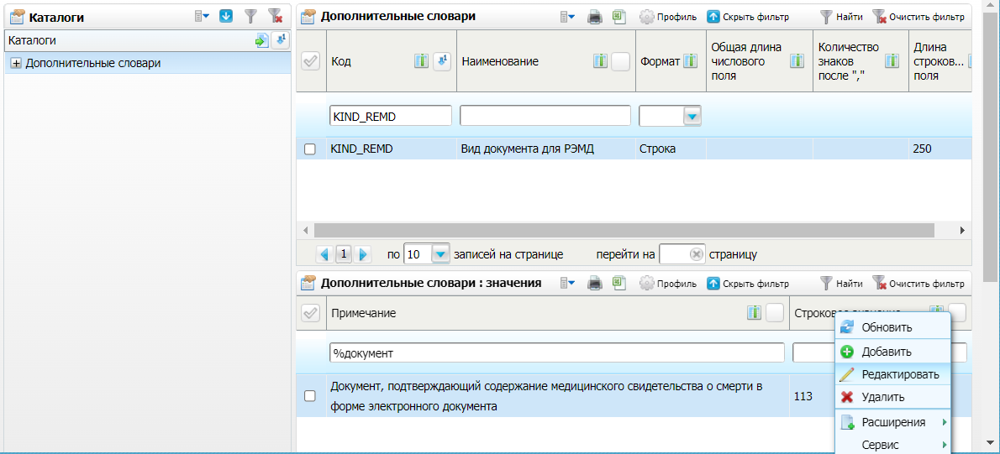 Каталоги
Каталоги
Дополнительные словари
Дополнительные словари
Профиль
Скрыть фильтр
Найти
Очистить фильтр
Код
Наименование
Формат
Общая длина
числового
поля
Количество
знаков
после ","
Длина
строков...
поля
KIND_REMD
KIND_REMD
Вид документа для РЭМД
Строка
250
1
по
10
записей на странице
перейти на
страницу
Дополнительные словари : значения
Профиль
Скрыть фильтр
Найти
Очистить фильтр
Примечание
%документ
Документ, подтверждающий содержание медицинского свидетельства о смерти в
форме электронного документа
113
Обновить
Добавить
Редактировать
Удалить
Расширения
Сервис